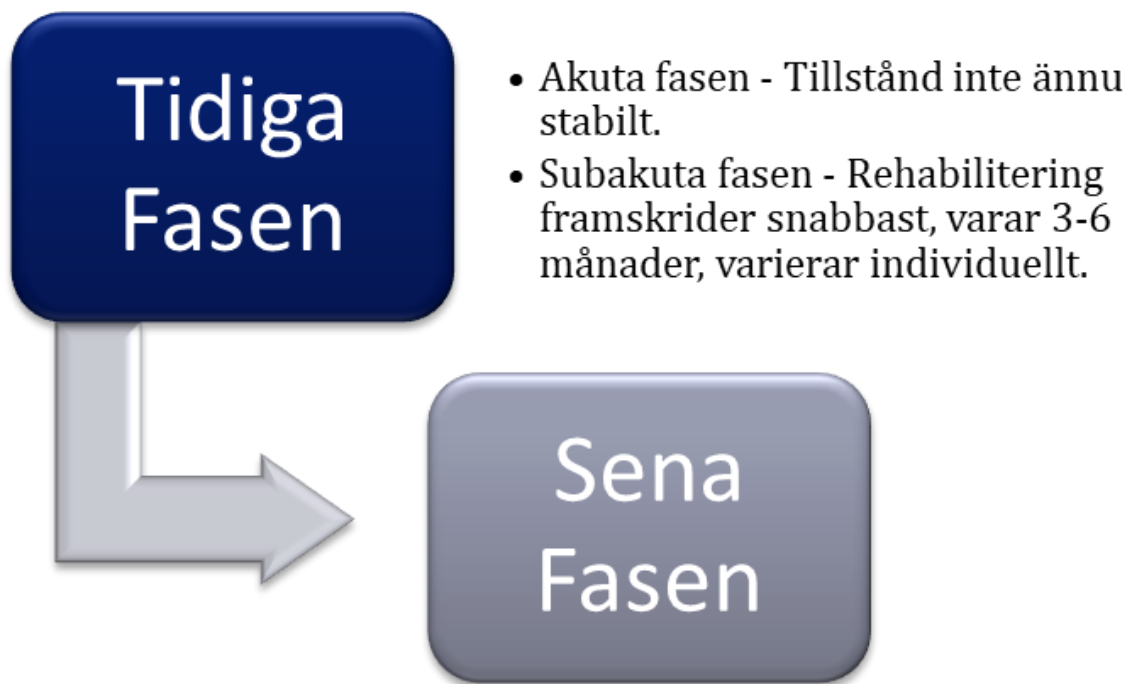 Tidiga
Fasen
• Akuta fasen - Tillstånd inte ännu
stabilt.
• Subakuta fasen - Rehabilitering
framskrider snabbast, varar 3-6
månader, varierar individuellt.
Sena
Fasen